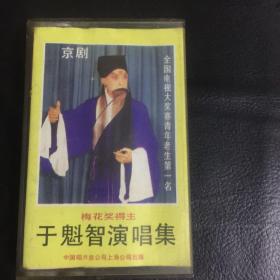 京剧
全国电视大奖赛青年老生第一名
梅花奖得主
于魁智演唱集
中国唱片总公司上海公司出版